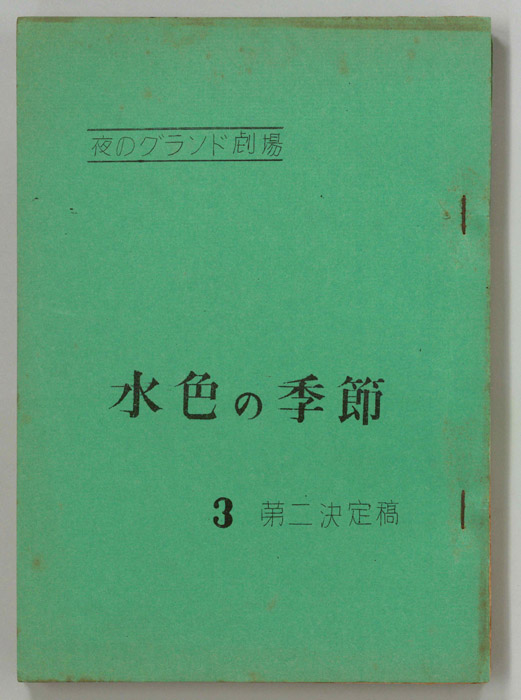 夜のグランド劇場
水色の季節
3 第二決定稿